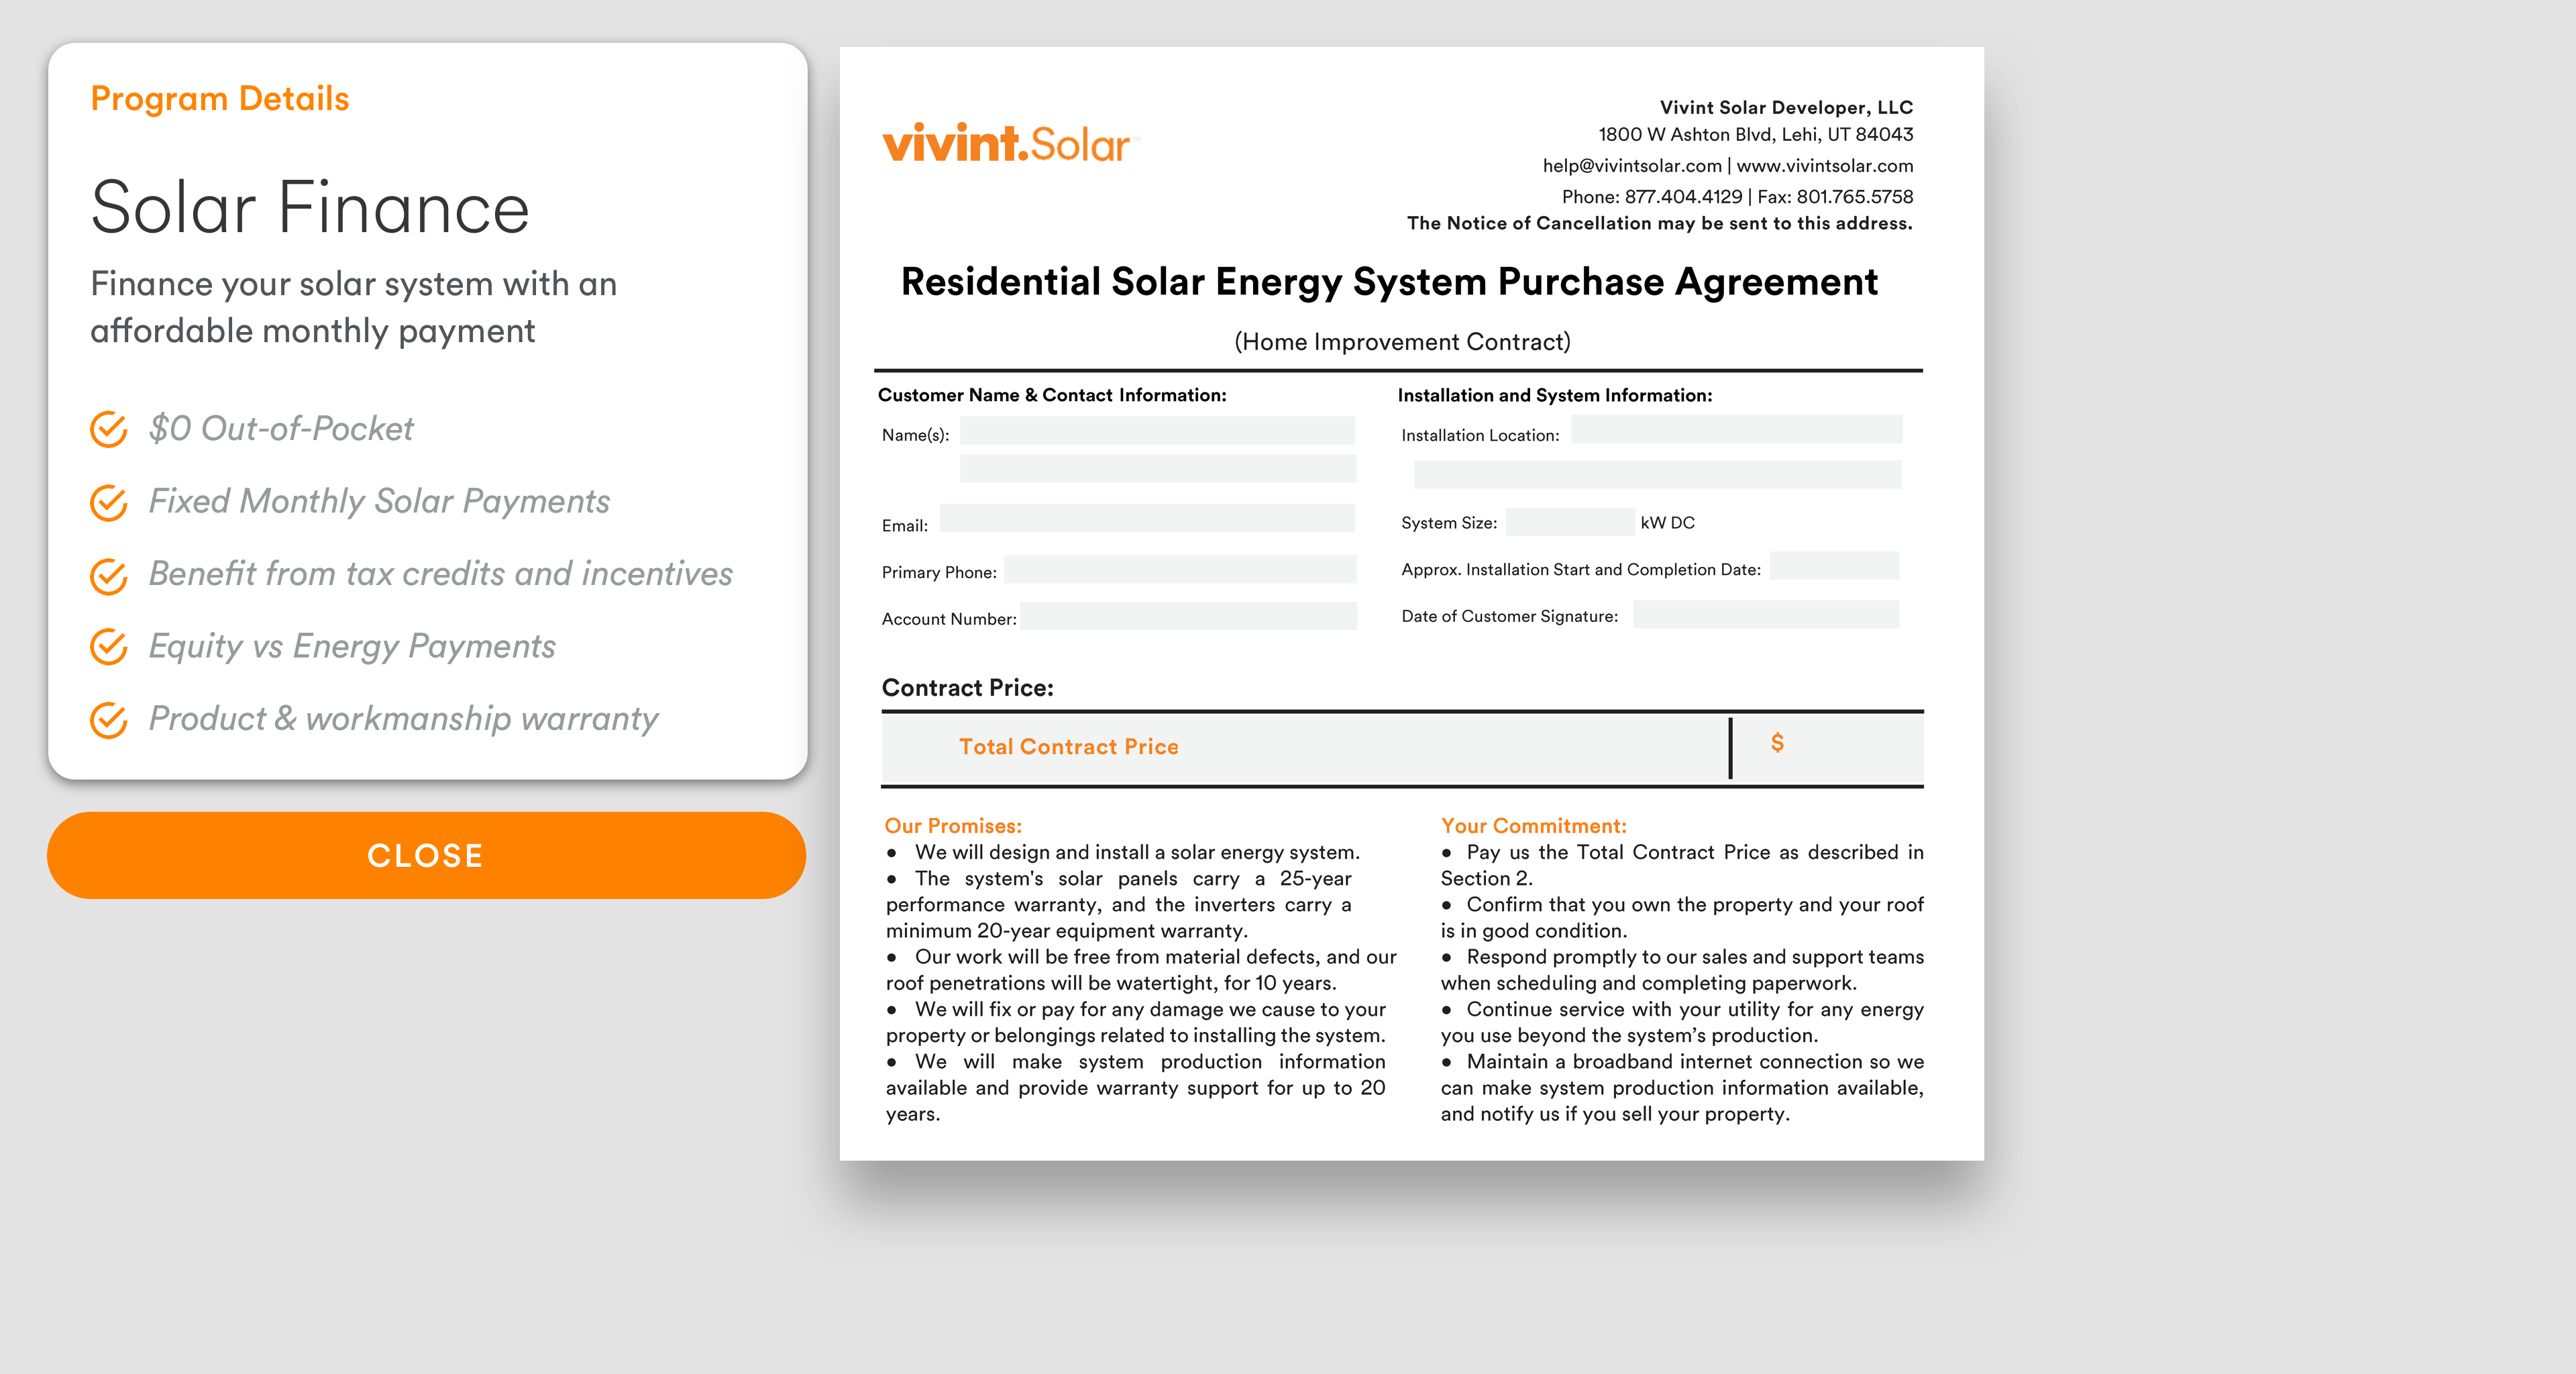 Program Details
Solar Finance
Finance your solar system with an
affordable monthly payment
$0 Out-of-Pocket
Fixed Monthly Solar Payments
Benefit from tax credits and incentives
Equity vs Energy Payments
Product & workmanship warranty
CLOSE
vivint.Solar
Vivint Solar Developer, LLC
1800 W Ashton Blvd, Lehi, UT 84043
help@vivintsolar.com | www.vivintsolar.com
Phone: 877.404.4129 | Fax: 801.765.5758
The Notice of Cancellation may be sent to this address.
Residential Solar Energy System Purchase Agreement
(Home Improvement Contract)
Customer Name & Contact Information:
Name(s):
Email:
Primary Phone:
Account Number:
Installation and System Information:
Installation Location:
System Size: kW DC
Approx. Installation Start and Completion Date:
Date of Customer Signature:
Contract Price:
Total Contract Price $
Our Promises:
● We will design and install a solar energy system.
● The system's solar panels carry a 25-year
performance warranty, and the inverters carry a
minimum 20-year equipment warranty.
● Our work will be free from material defects, and our
roof penetrations will be watertight, for 10 years.
● We will fix or pay for any damage we cause to your
property or belongings related to installing the system.
● We will make system production information
available and provide warranty support for up to 20
years.
Your Commitment:
● Pay us the Total Contract Price as described in
Section 2.
● Confirm that you own the property and your roof
is in good condition.
● Respond promptly to our sales and support teams
when scheduling and completing paperwork.
● Continue service with your utility for any energy
you use beyond the system’s production.
● Maintain a broadband internet connection so we
can make system production information available,
and notify us if you sell your property.